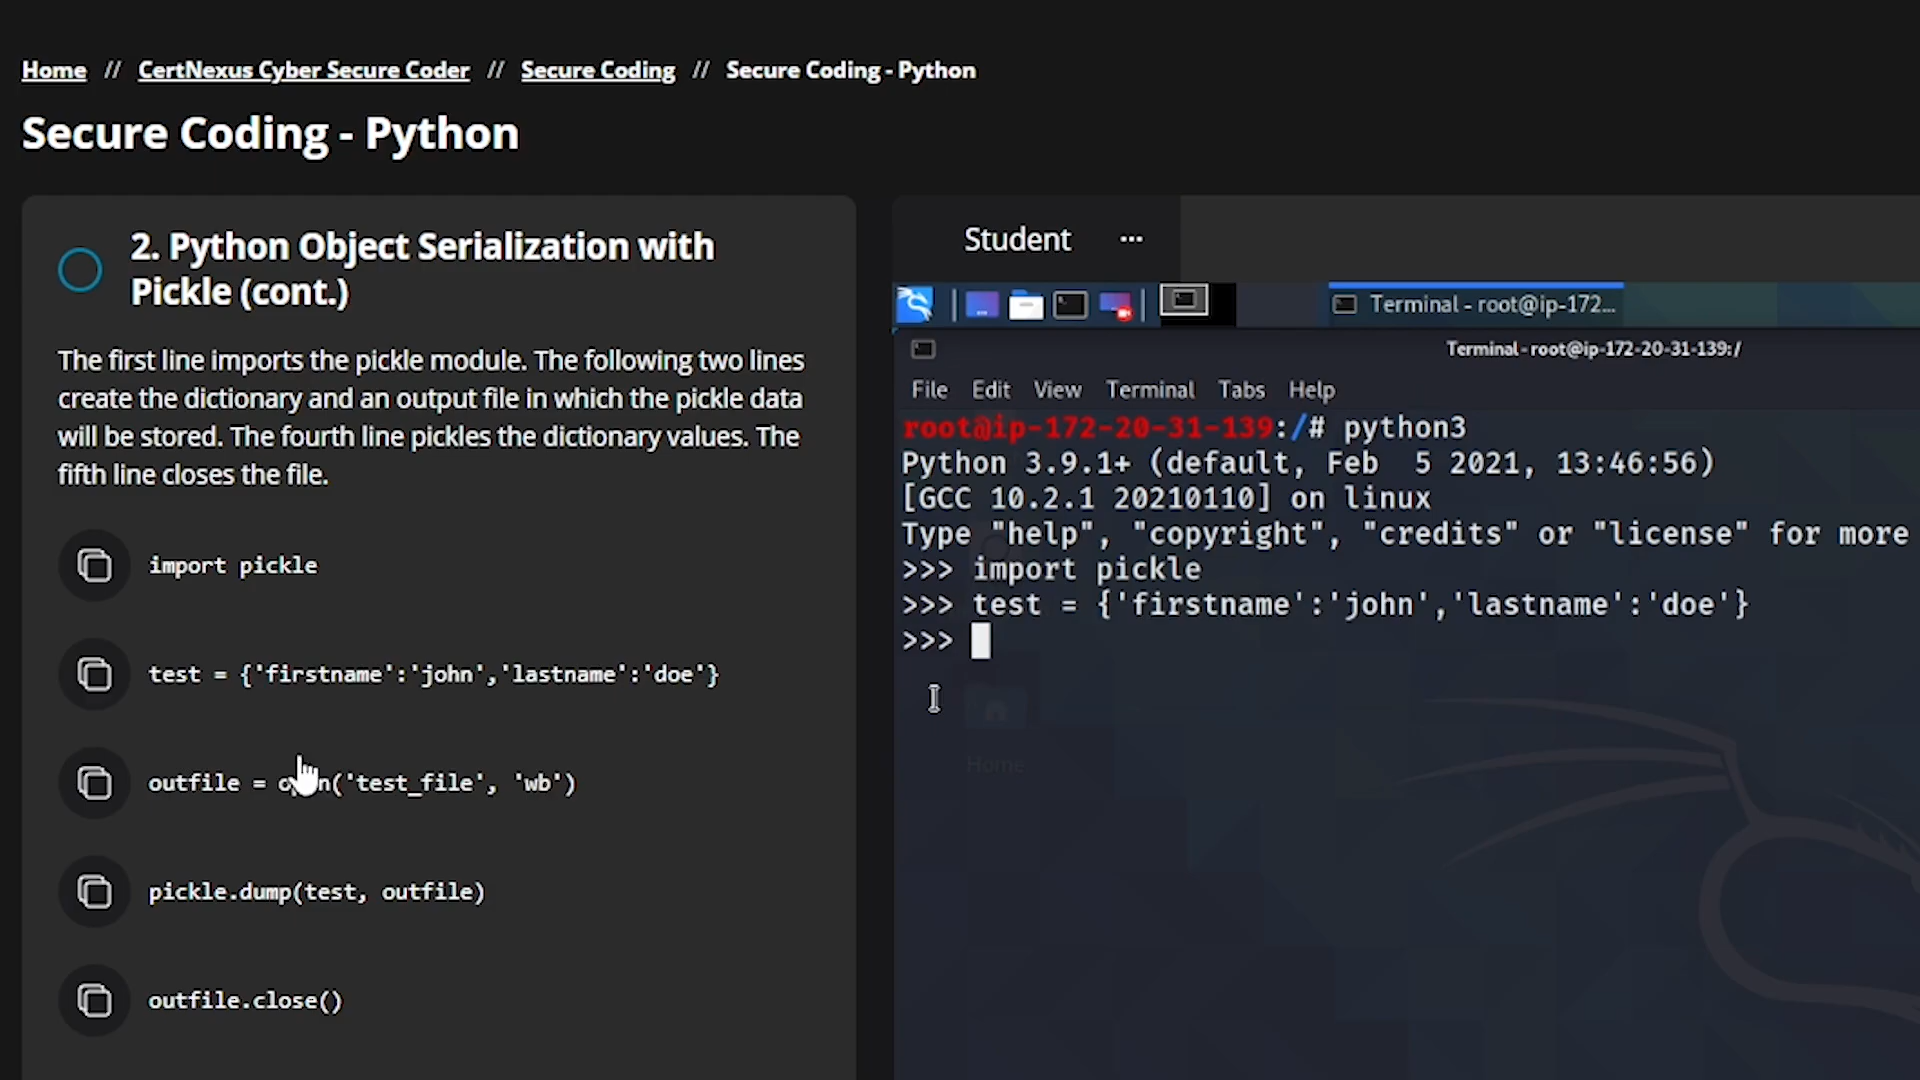 Home // CertNexus Cyber Secure Coder // Secure Coding // Secure Coding - Python
Secure Coding - Python
2. Python Object Serialization with
Pickle (cont.)
The first line imports the pickle module. The following two lines
create the dictionary and an output file in which the pickle data
will be stored. The fourth line pickles the dictionary values. The
fifth line closes the file.
import pickle
test = {'firstname':'john','lastname':'doe'}
outfile = open('test_file', 'wb')
pickle.dump(test, outfile)
outfile.close()
Student ...
Terminal - root@ip-172...
Terminal - root@ip-172-20-31-139:/
File Edit View Terminal Tabs Help
root@ip-172-20-31-139:/# python3
Python 3.9.1+ (default, Feb  5 2021, 13:46:56)
[GCC 10.2.1 20210110] on linux
Type "help", "copyright", "credits" or "license" for more
>>> import pickle
>>> test = {'firstname':'john','lastname':'doe'}
>>>
Home